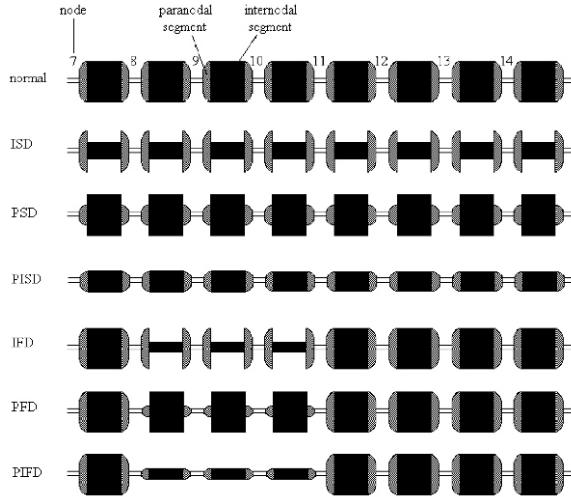 node
paranodal
segment
internodal
segment
7 8 9 10 11 12 13 14
normal
ISD
PSD
PISD
IFD
PFD
PIFD